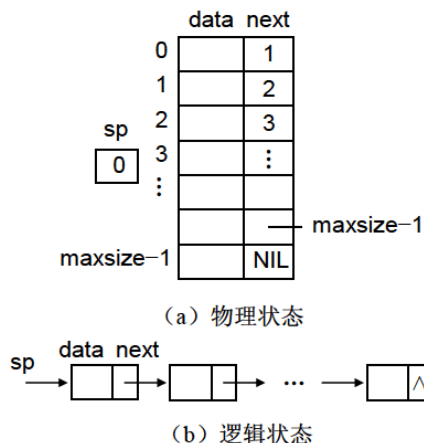 data next
0 1
1 2
2 3
sp
0
3 ⋮
⋮
maxsize-1
maxsize-1 NIL
(a) 物理状态
sp data next
… ∧
(b) 逻辑状态